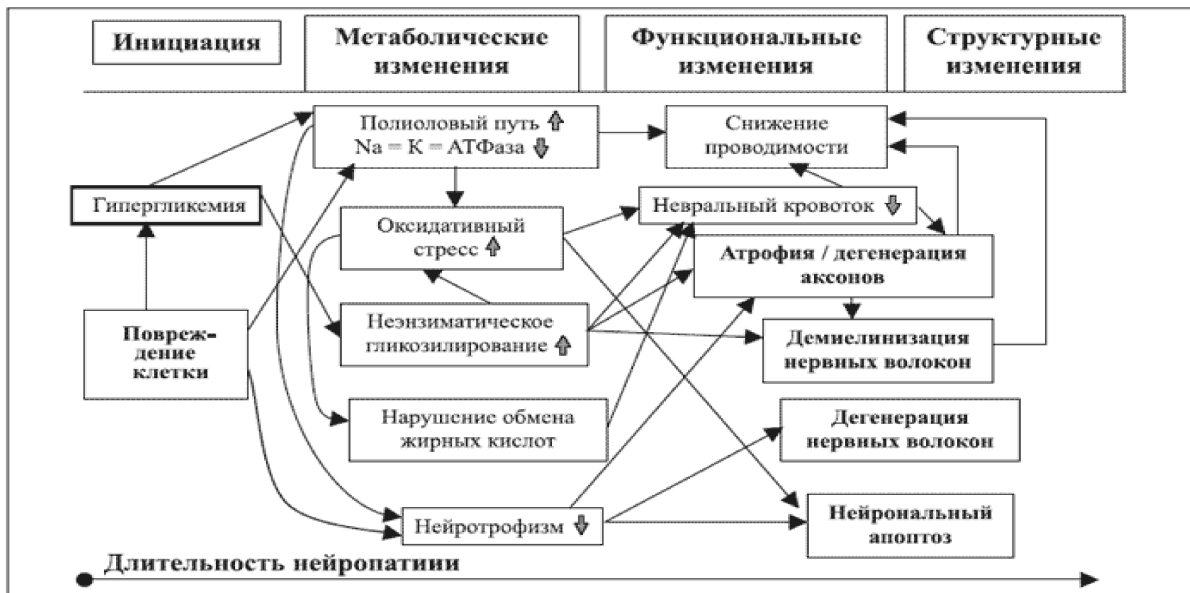 Инициация
Метаболические
изменения
Функциональные
изменения
Структурные
изменения
Полиоловый путь
Na = K = АТФаза
Снижение
проводимости
Гипергликемия
Невральный кровоток
Оксидативный
стресс
Атрофия / дегенерация
аксонов
Неэнзиматическое
гликозилирование
Повреж-
дение
клетки
Демиелинизация
нервных волокон
Нарушение обмена
жирных кислот
Дегенерация
нервных волокон
Нейротрофизм
Нейрональный
апоптоз
Длительность нейропатиии